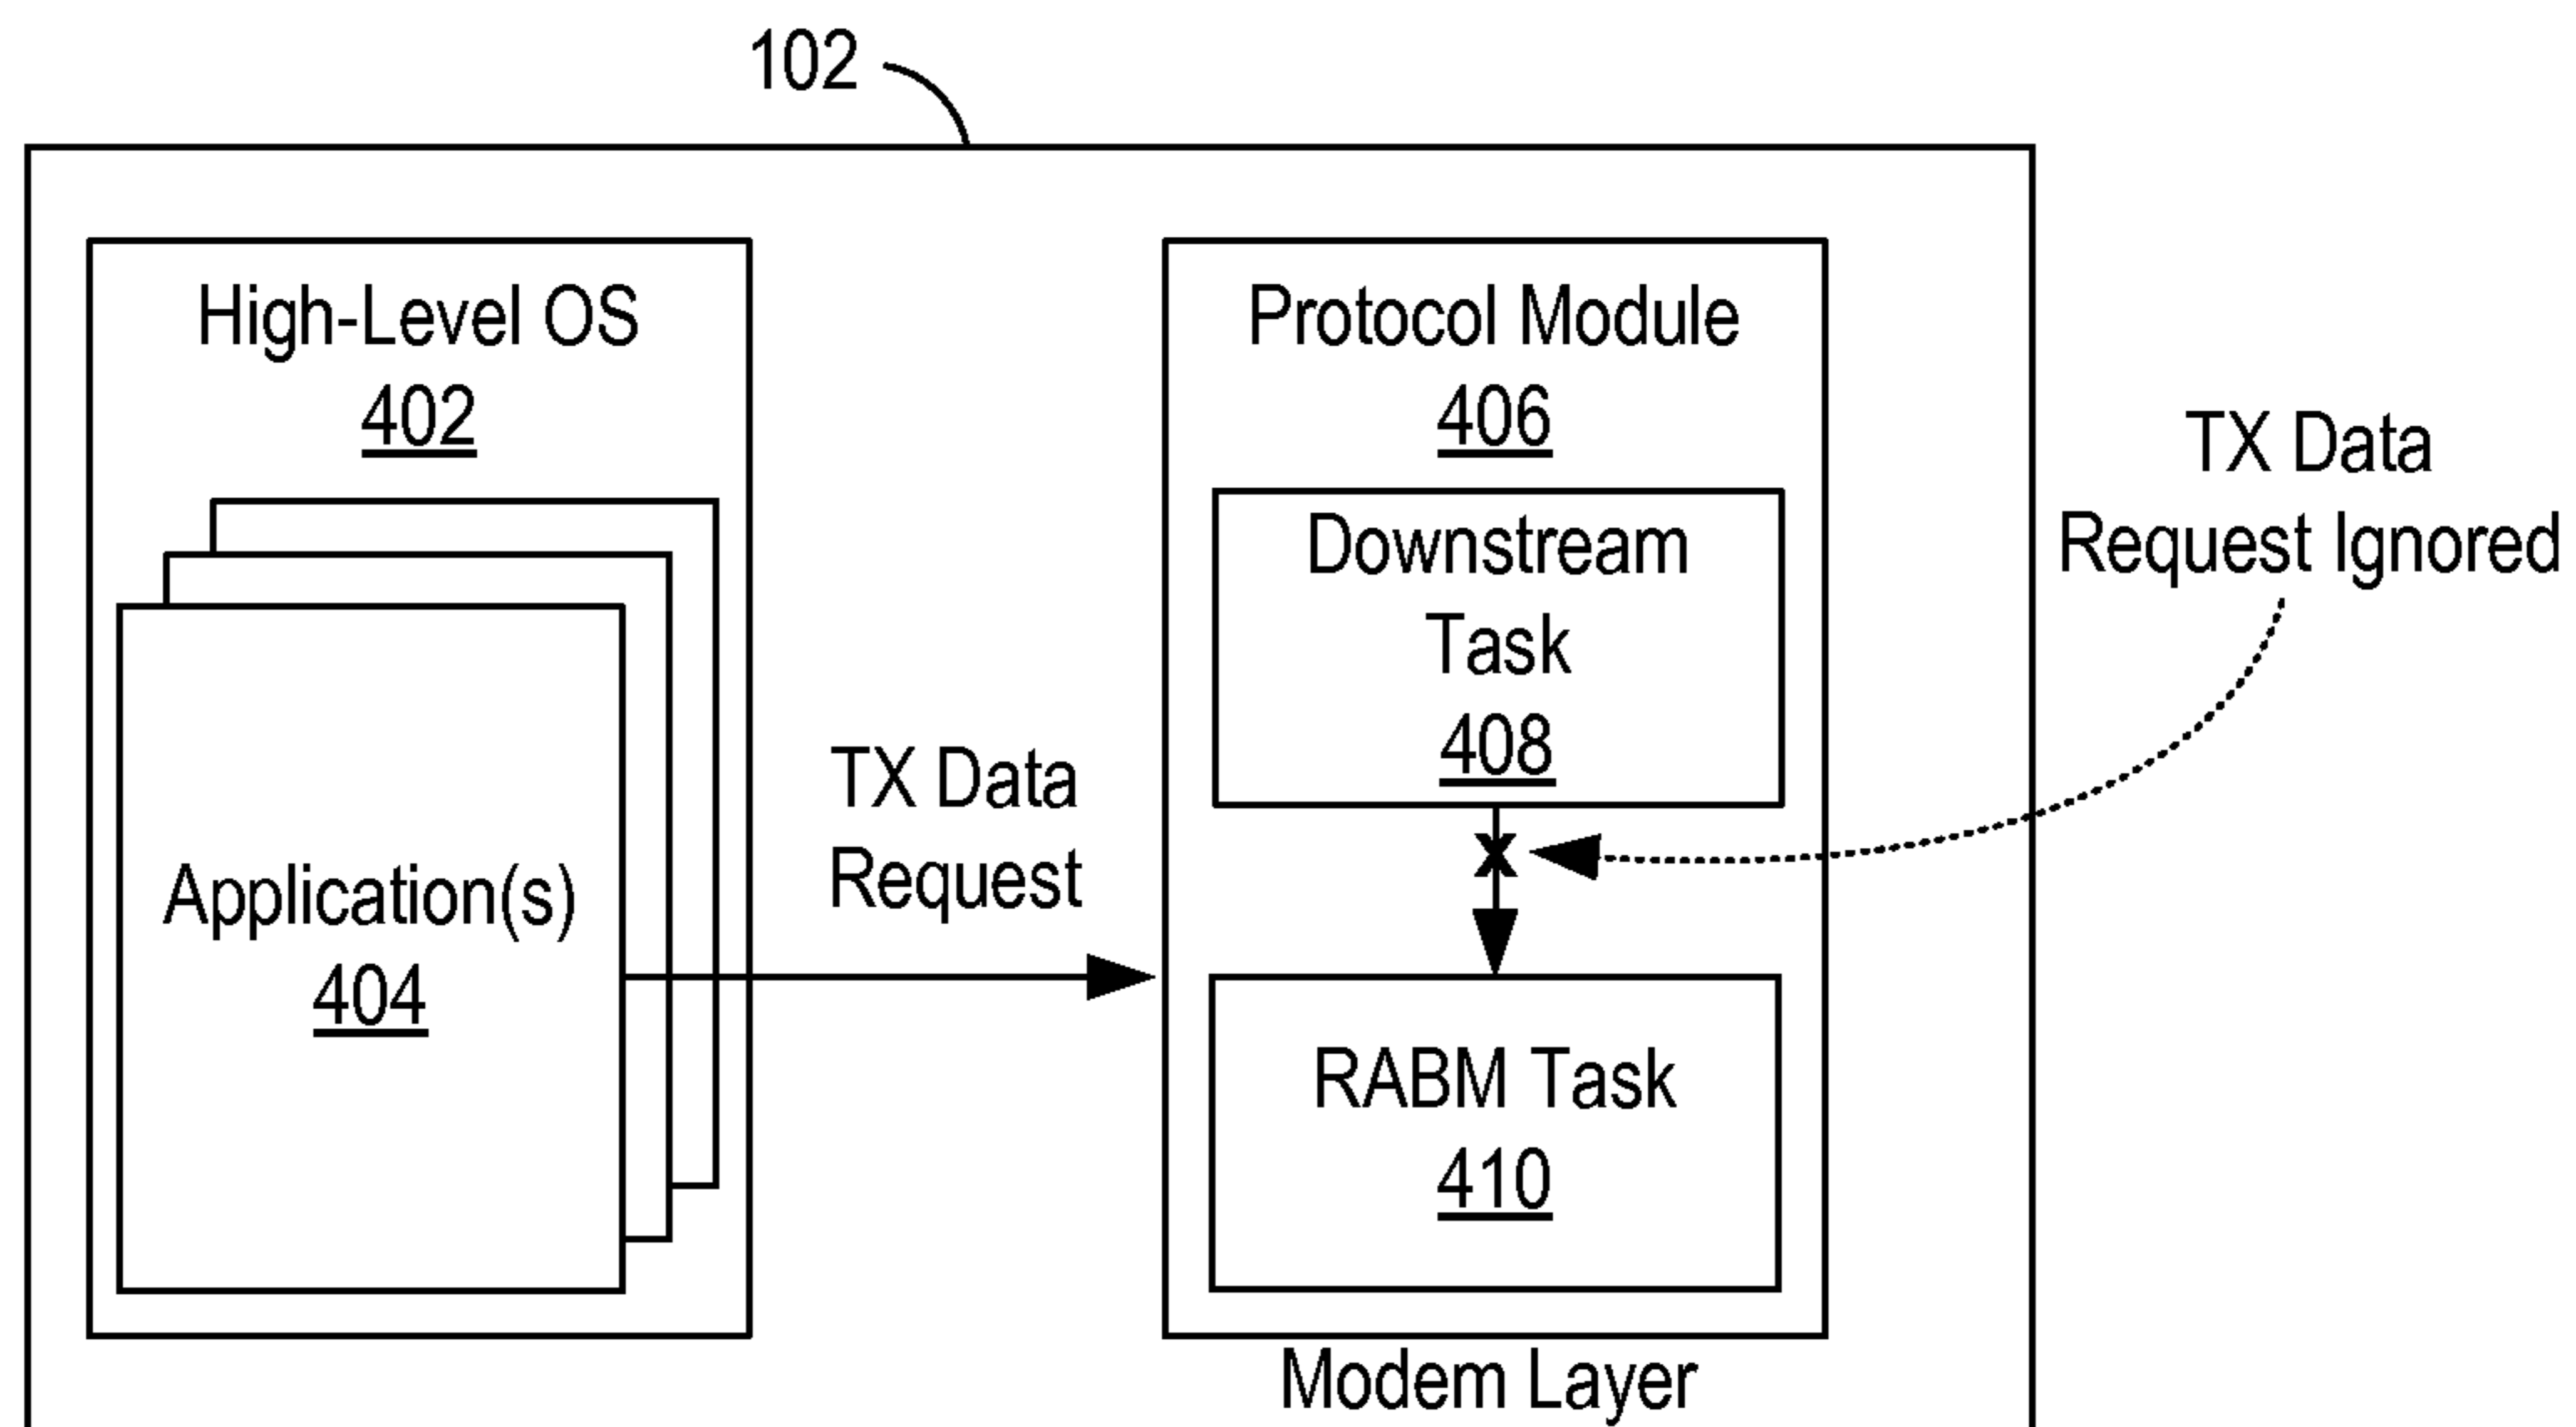 102
High-Level OS
402
Application(s)
404
TX Data
Request
Protocol Module
406
Downstream
Task
408
X
RABM Task
410
Modem Layer
TX Data
Request Ignored